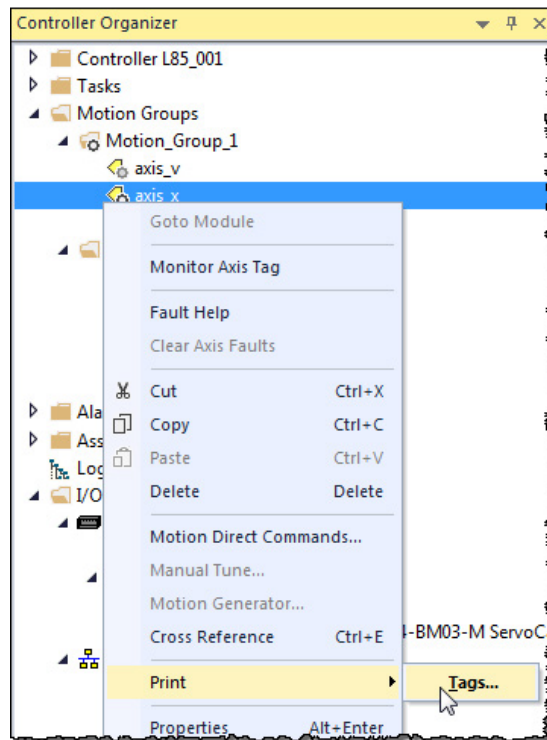 Controller Organizer
Controller L85_001
Tasks
Motion Groups
Motion_Group_1
axis_v
axis_x
Goto Module
Monitor Axis Tag
Fault Help
Clear Axis Faults
Cut Ctrl+X
Ala
Copy Ctrl+C
Ass
Paste Ctrl+V
Log
Delete Delete
I/O
Motion Direct Commands...
Manual Tune...
Motion Generator...
Cross Reference Ctrl+E
-BM03-M ServoC
Print Tags...
Properties Alt+Enter